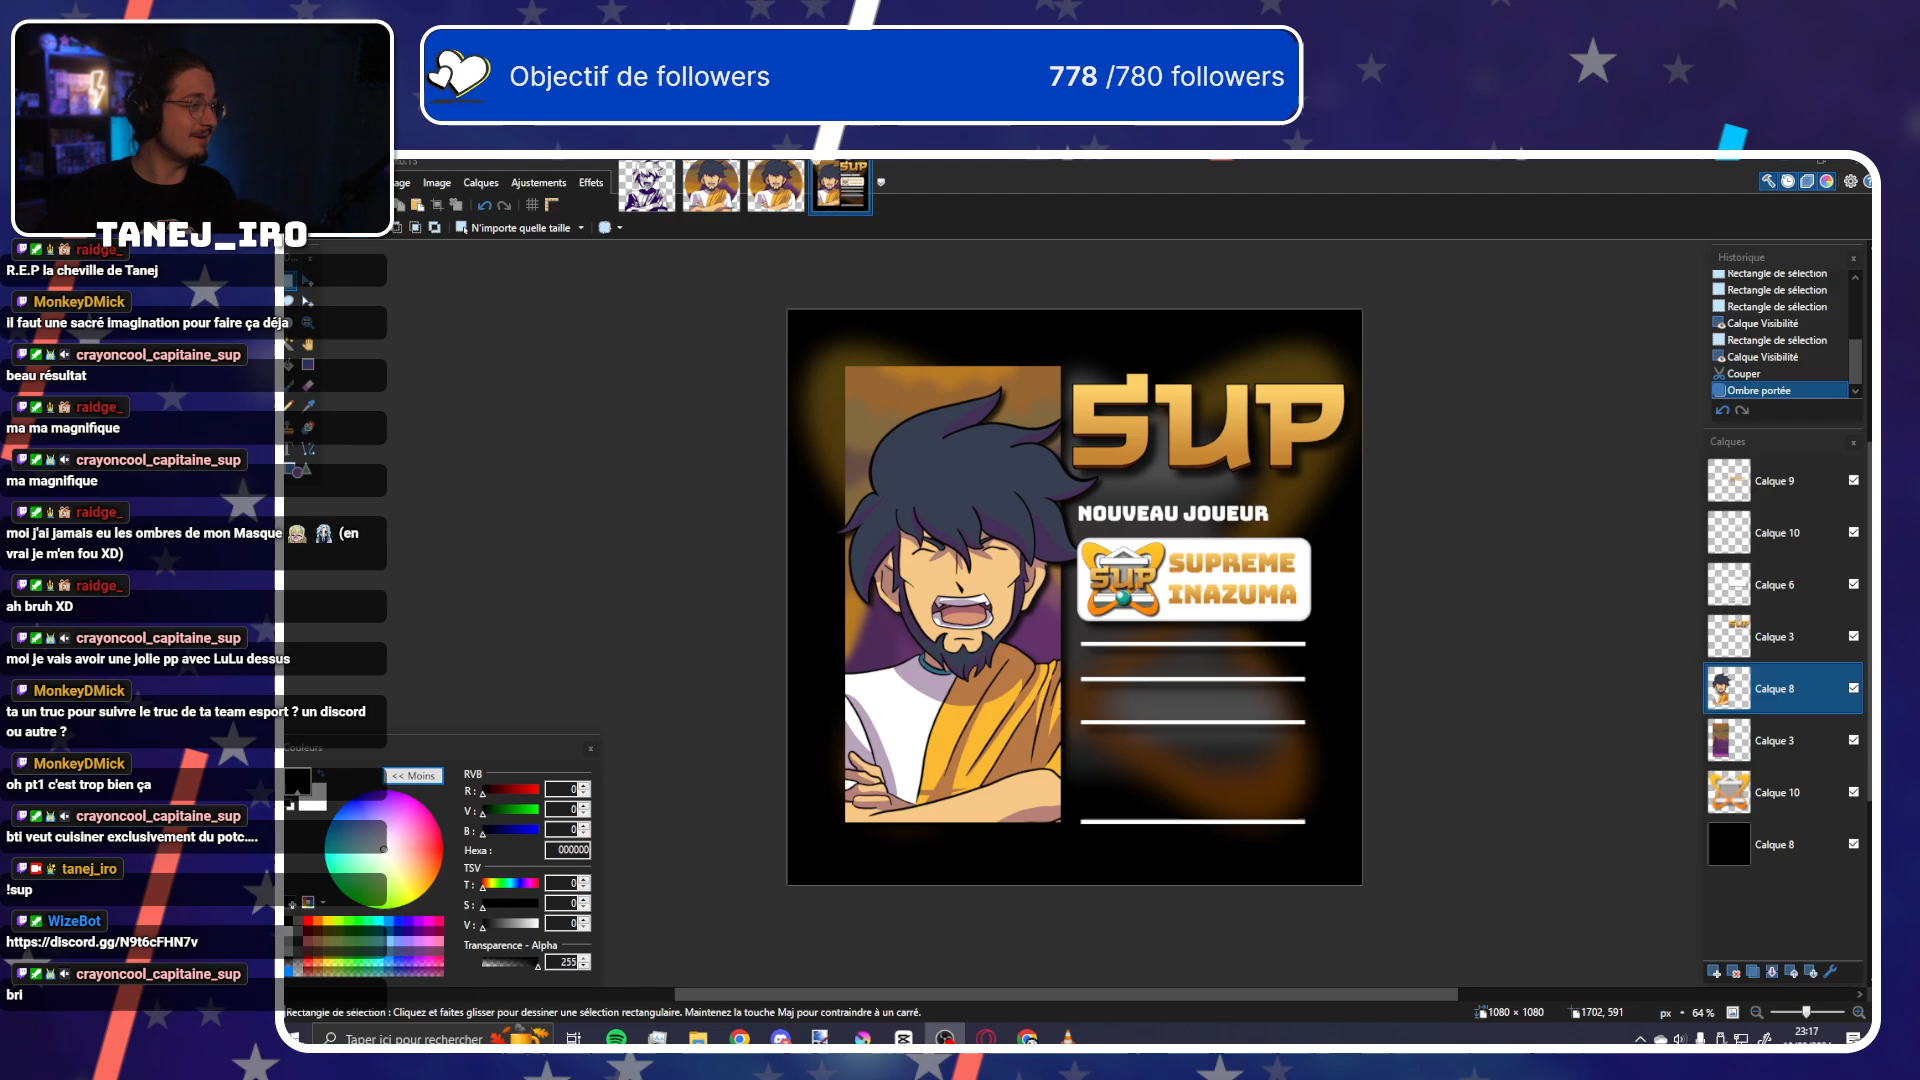 Objectif de followers
778 /780 followers
TANEJ_IRO
raidge_
R.E.P la cheville de Tanej
MonkeyDMick
il faut une sacré imagination pour faire ça déja
crayoncool_capitaine_sup
beau résultat
raidge_
ma ma magnifique
crayoncool_capitaine_sup
ma magnifique
raidge_
moi j'ai jamais eu les ombres de mon Masque (en
vrai je m'en fou XD)
raidge_
ah bruh XD
crayoncool_capitaine_sup
moi je vais avoir une jolie pp avec LuLu dessus
MonkeyDMick
ta un truc pour suivre le truc de ta team esport ? un discord
ou autre ?
MonkeyDMick
oh pt1 c'est trop bien ça
crayoncool_capitaine_sup
bti veut cuisiner exclusivement du potc....
tanej_iro
!sup
WizeBot
https://discord.gg/N9t6cFHN7v
crayoncool_capitaine_sup
bri
age Image Calques Ajustements Effets
N'importe quelle taille
SUP
NOUVEAU JOUEUR
SUP
SUPREME
INAZUMA
Historique
Rectangle de sélection
Rectangle de sélection
Rectangle de sélection
Calque Visibilité
Rectangle de sélection
Calque Visibilité
Couper
Ombre portée
Calques
Calque 9
Calque 10
Calque 6
Calque 3
Calque 8
Calque 3
Calque 10
Calque 8
Couleurs
<< Moins
RVB
R : 0
V : 0
B : 0
Hexa : 000000
TSV
T : 0
S : 0
V : 0
Transparence - Alpha
255
Rectangle de sélection : Cliquez et faites glisser pour dessiner une sélection rectangulaire. Maintenez la touche Maj pour contraindre à un carré.
1080 × 1080
1702, 591
px
64 %
Taper ici pour rechercher
23:17